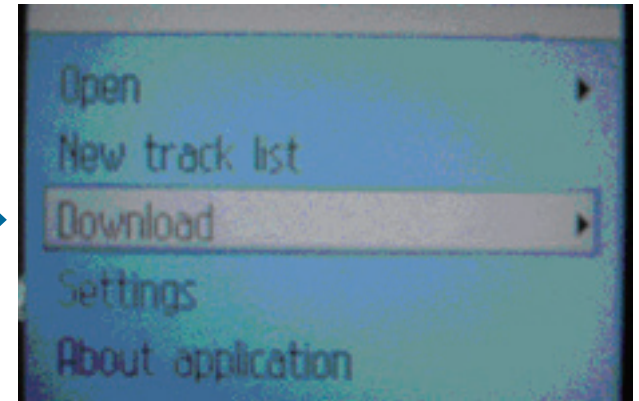 Open
New track list
Download
Settings
About application